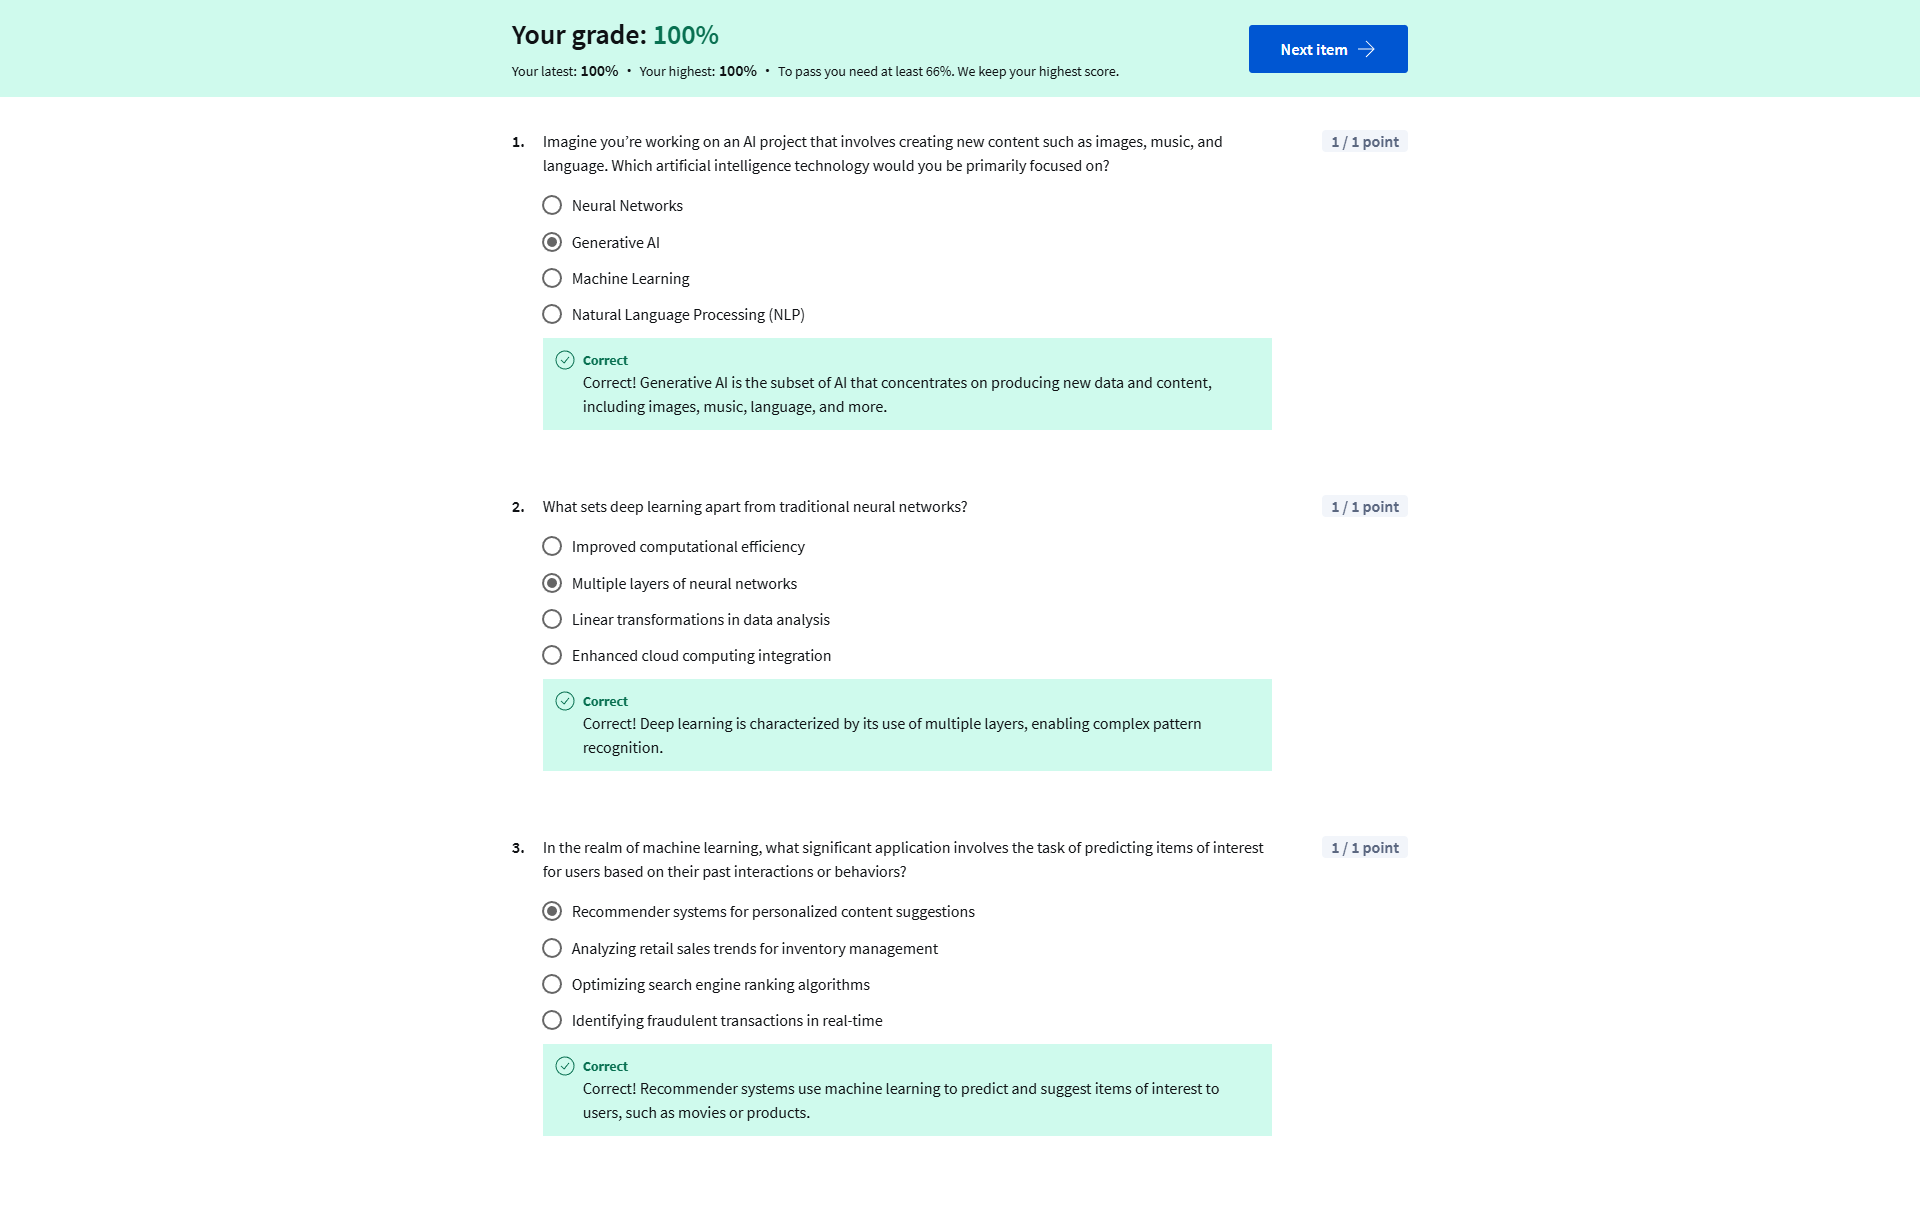 Your grade: 100%
Your latest: 100% • Your highest: 100% • To pass you need at least 66%. We keep your highest score.
Next item
1. Imagine you’re working on an AI project that involves creating new content such as images, music, and
language. Which artificial intelligence technology would you be primarily focused on?
1 / 1 point
Neural Networks
Generative AI
Machine Learning
Natural Language Processing (NLP)
Correct
Correct! Generative AI is the subset of AI that concentrates on producing new data and content,
including images, music, language, and more.
2. What sets deep learning apart from traditional neural networks?
1 / 1 point
Improved computational efficiency
Multiple layers of neural networks
Linear transformations in data analysis
Enhanced cloud computing integration
Correct
Correct! Deep learning is characterized by its use of multiple layers, enabling complex pattern
recognition.
3. In the realm of machine learning, what significant application involves the task of predicting items of interest
for users based on their past interactions or behaviors?
1 / 1 point
Recommender systems for personalized content suggestions
Analyzing retail sales trends for inventory management
Optimizing search engine ranking algorithms
Identifying fraudulent transactions in real-time
Correct
Correct! Recommender systems use machine learning to predict and suggest items of interest to
users, such as movies or products.